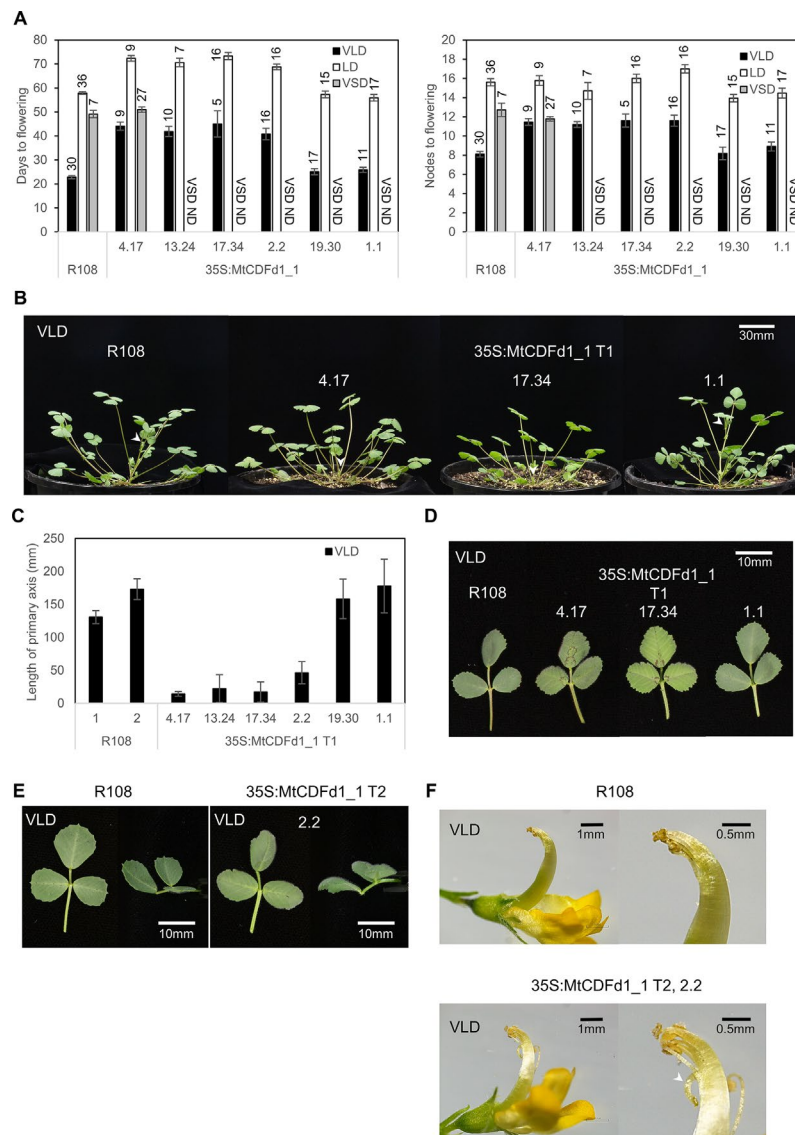 A
80
70
60
50
40
30
20
10
0
Days to flowering
VLD
LD
VSD
30 36 7
9 9 27
10 7 VSD ND
5 16 VSD ND
16 16 VSD ND
17 15 VSD ND
11 17 VSD ND
4.17 13.24 17.34 2.2 19.30 1.1
R108 35S:MtCDFd1_1
20
18
16
14
12
10
8
6
4
2
0
Nodes to flowering
VLD
LD
VSD
30 36 7
9 9 27
10 7 VSD ND
5 16 VSD ND
16 16 VSD ND
17 15 VSD ND
11 17 VSD ND
4.17 13.24 17.34 2.2 19.30 1.1
R108 35S:MtCDFd1_1
B
VLD
30mm
R108 35S:MtCDFd1_1 T1
4.17 17.34 1.1
C
250
200
150
100
50
0
Length of primary axis (mm)
VLD
1 2 4.17 13.24 17.34 2.2 19.30 1.1
R108 35S:MtCDFd1_1 T1
D
VLD
10mm
R108
35S:MtCDFd1_1
T1
4.17 17.34 1.1
E
R108 35S:MtCDFd1_1 T2
VLD VLD 2.2
10mm 10mm
F
R108
VLD 1mm 0.5mm
35S:MtCDFd1_1 T2, 2.2
VLD 1mm 0.5mm